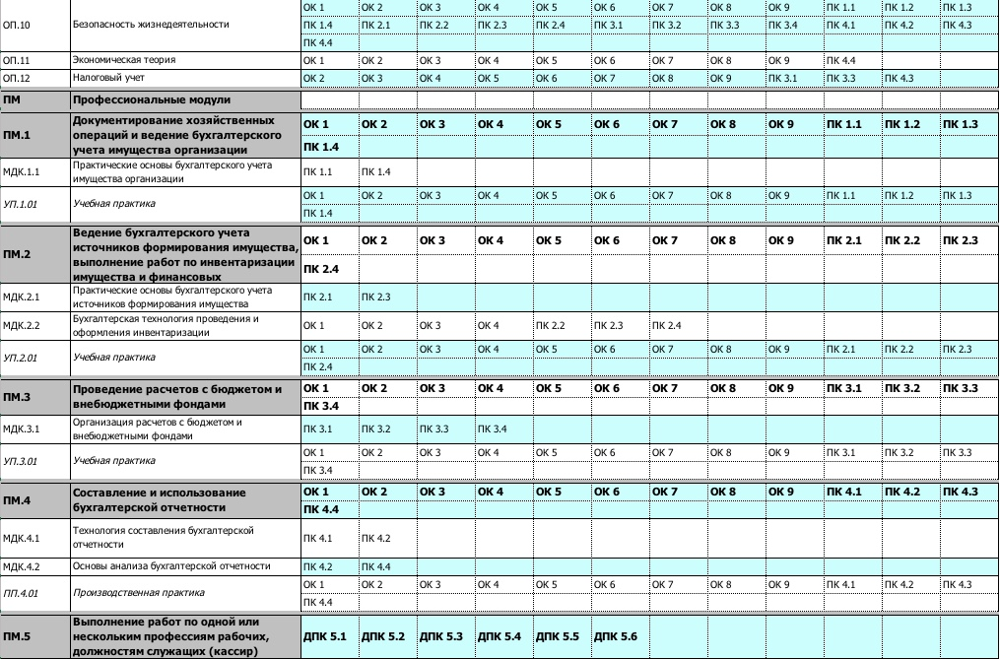 ОК 1 ОК 2 ОК 3 ОК 4 ОК 5 ОК 6 ОК 7 ОК 8 ОК 9 ПК 1.1 ПК 1.2 ПК 1.3
ОП.10 Безопасность жизнедеятельности ПК 1.4 ПК 2.1 ПК 2.2 ПК 2.3 ПК 2.4 ПК 3.1 ПК 3.2 ПК 3.3 ПК 3.4 ПК 4.1 ПК 4.2 ПК 4.3
ПК 4.4
ОП.11 Экономическая теория ОК 1 ОК 2 ОК 3 ОК 4 ОК 5 ОК 6 ОК 7 ОК 8 ОК 9 ПК 4.4
ОП.12 Налоговый учет ОК 2 ОК 3 ОК 4 ОК 5 ОК 6 ОК 7 ОК 8 ОК 9 ПК 3.1 ПК 3.3 ПК 4.3
ПМ Профессиональные модули
ПМ.1 Документирование хозяйственных
операций и ведение бухгалтерского
учета имущества организации
ОК 1 ОК 2 ОК 3 ОК 4 ОК 5 ОК 6 ОК 7 ОК 8 ОК 9 ПК 1.1 ПК 1.2 ПК 1.3
ПК 1.4
МДК.1.1 Практические основы бухгалтерского учета
имущества организации
ПК 1.1 ПК 1.4
УП.1.01 Учебная практика ОК 1 ОК 2 ОК 3 ОК 4 ОК 5 ОК 6 ОК 7 ОК 8 ОК 9 ПК 1.1 ПК 1.2 ПК 1.3
ПК 1.4
ПМ.2 Ведение бухгалтерского учета
источников формирования имущества,
выполнение работ по инвентаризации
имущества и финансовых
ОК 1 ОК 2 ОК 3 ОК 4 ОК 5 ОК 6 ОК 7 ОК 8 ОК 9 ПК 2.1 ПК 2.2 ПК 2.3
ПК 2.4
МДК.2.1 Практические основы бухгалтерского учета
источников формирования имущества
ПК 2.1 ПК 2.3
МДК.2.2 Бухгалтерская технология проведения и
оформления инвентаризации
ОК 1 ОК 2 ОК 3 ОК 4 ПК 2.2 ПК 2.3 ПК 2.4
УП.2.01 Учебная практика ОК 1 ОК 2 ОК 3 ОК 4 ОК 5 ОК 6 ОК 7 ОК 8 ОК 9 ПК 2.1 ПК 2.2 ПК 2.3
ПК 2.4
ПМ.3 Проведение расчетов с бюджетом и
внебюджетными фондами
ОК 1 ОК 2 ОК 3 ОК 4 ОК 5 ОК 6 ОК 7 ОК 8 ОК 9 ПК 3.1 ПК 3.2 ПК 3.3
ПК 3.4
МДК.3.1 Организация расчетов с бюджетом и
внебюджетными фондами
ПК 3.1 ПК 3.2 ПК 3.3 ПК 3.4
УП.3.01 Учебная практика ОК 1 ОК 2 ОК 3 ОК 4 ОК 5 ОК 6 ОК 7 ОК 8 ОК 9 ПК 3.1 ПК 3.2 ПК 3.3
ПК 3.4
ПМ.4 Составление и использование
бухгалтерской отчетности
ОК 1 ОК 2 ОК 3 ОК 4 ОК 5 ОК 6 ОК 7 ОК 8 ОК 9 ПК 4.1 ПК 4.2 ПК 4.3
ПК 4.4
МДК.4.1 Технология составления бухгалтерской
отчетности
ПК 4.1 ПК 4.2
МДК.4.2 Основы анализа бухгалтерской отчетности ПК 4.2 ПК 4.4
ПП.4.01 Производственная практика ОК 1 ОК 2 ОК 3 ОК 4 ОК 5 ОК 6 ОК 7 ОК 8 ОК 9 ПК 4.1 ПК 4.2 ПК 4.3
ПК 4.4
ПМ.5 Выполнение работ по одной или
нескольким профессиям рабочих,
должностям служащих (кассир)
ДПК 5.1 ДПК 5.2 ДПК 5.3 ДПК 5.4 ДПК 5.5 ДПК 5.6